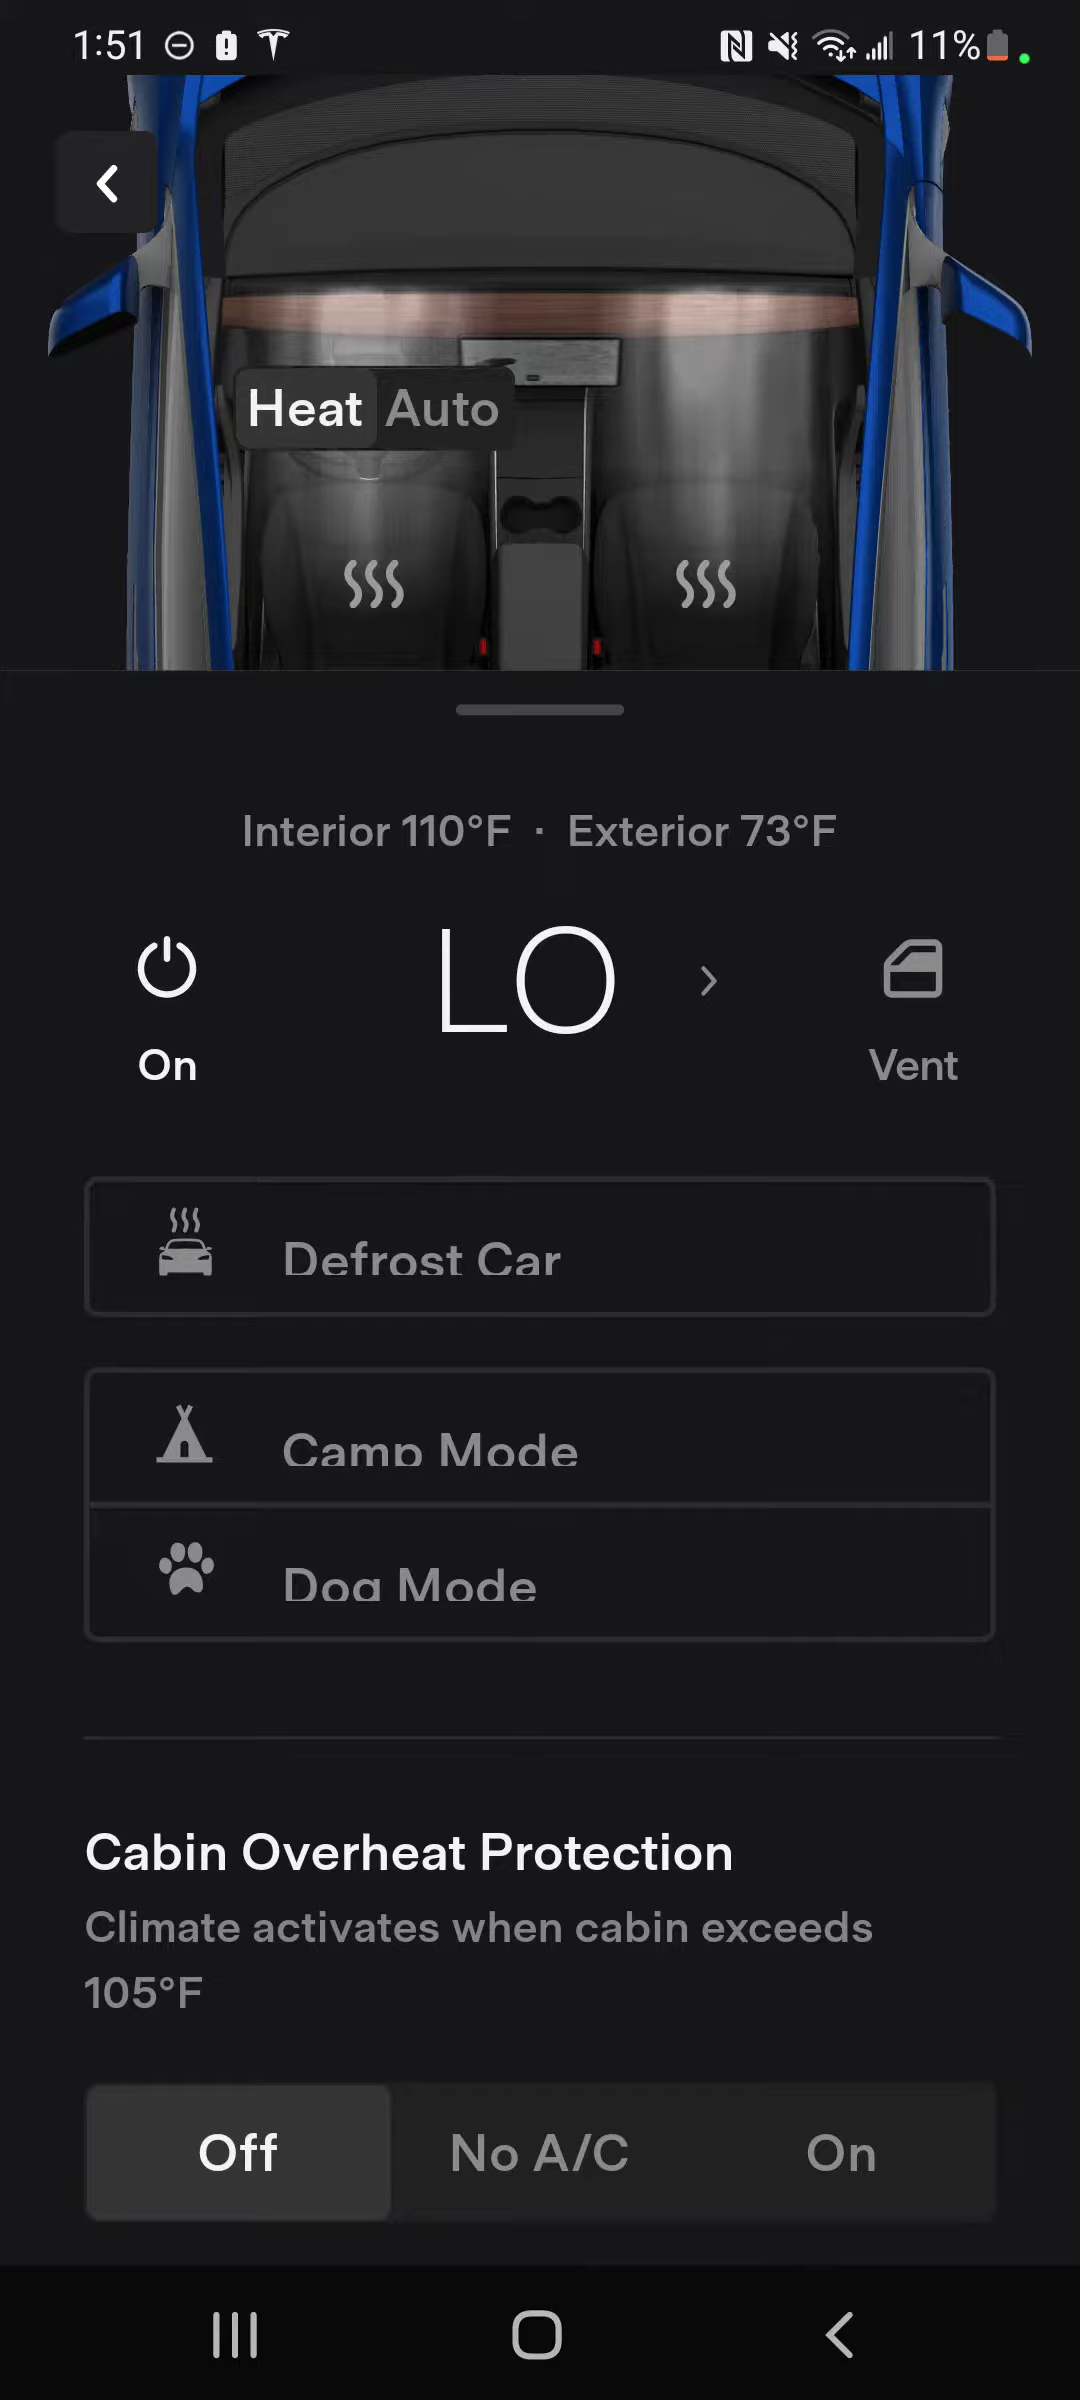 1:51
11%
Heat Auto
Interior 110°F · Exterior 73°F
LO
On
Vent
Defrost Car
Camp Mode
Dog Mode
Cabin Overheat Protection
Climate activates when cabin exceeds
105°F
Off No A/C On